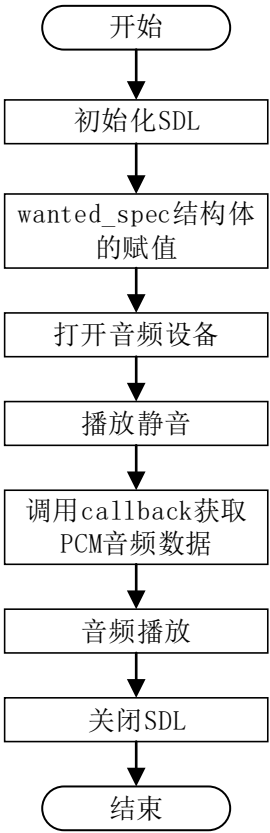 开始
初始化SDL
wanted_spec结构体
的赋值
打开音频设备
播放静音
调用callback获取
PCM音频数据
音频播放
关闭SDL
结束